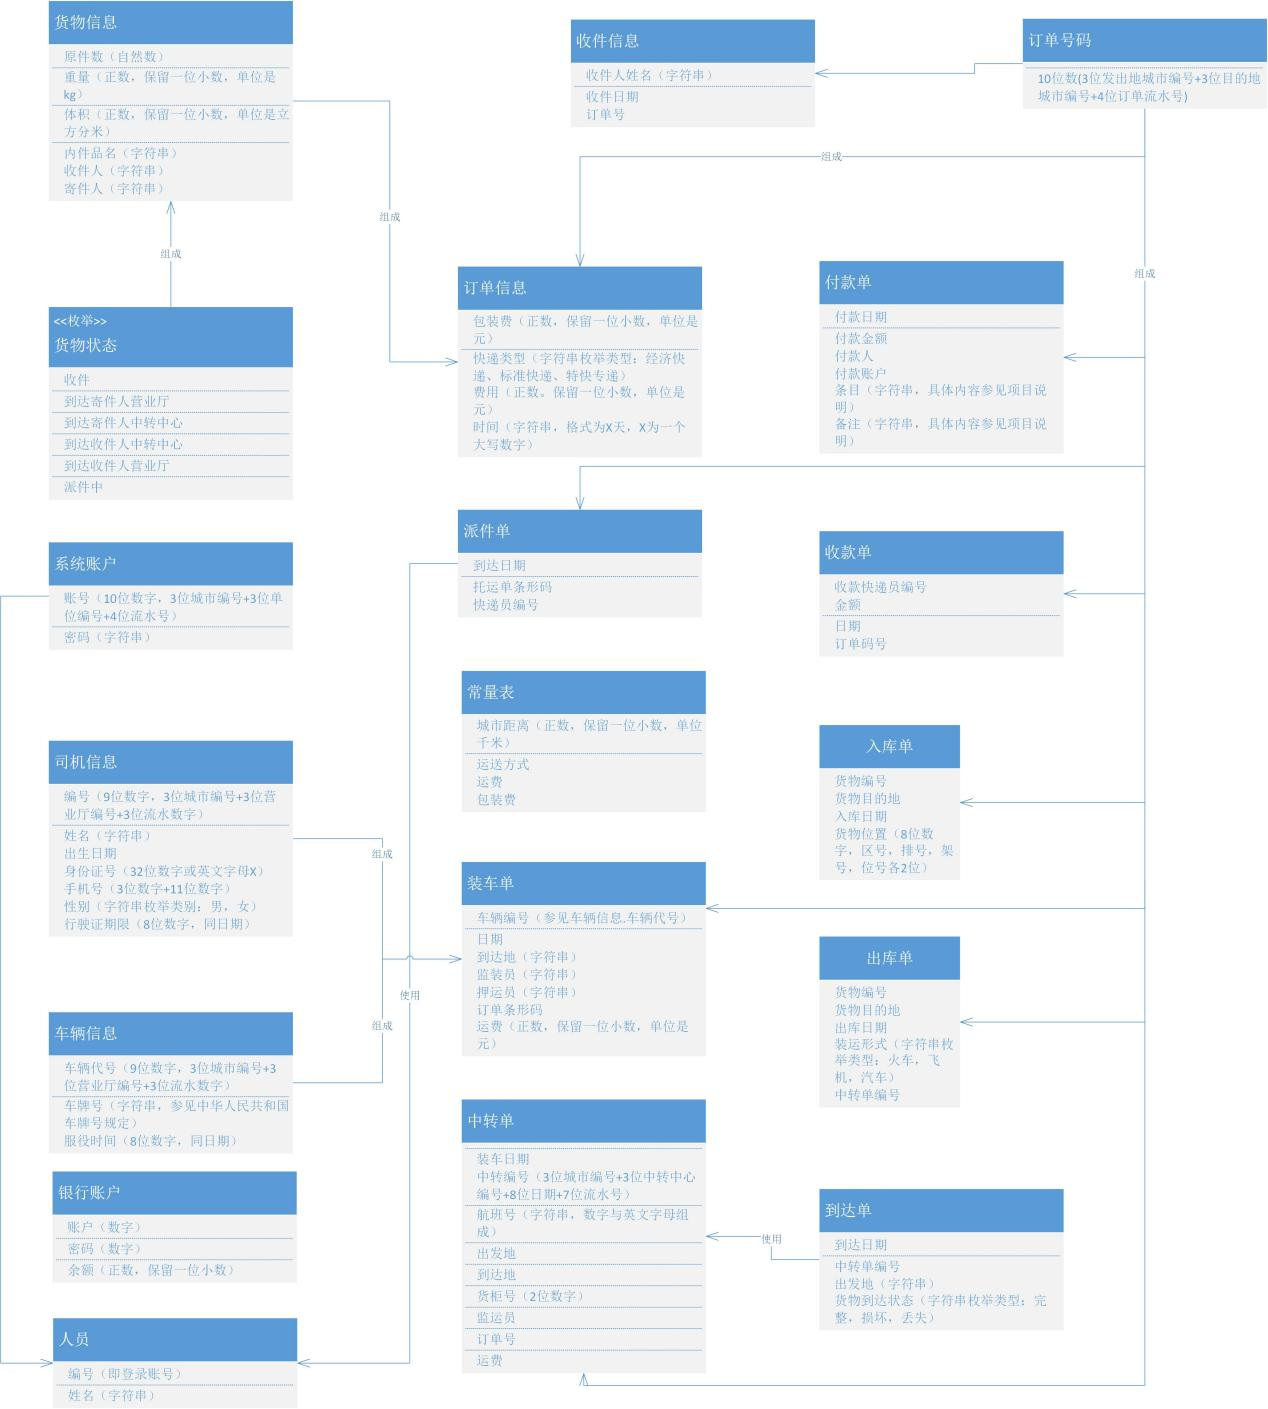 货物信息
原件数（自然数）
重量（正数，保留一位小数，单位是
kg）
体积（正数，保留一位小数，单位是立
方分米）
内件品名（字符串）
收件人（字符串）
寄件人（字符串）
组成
<<枚举>>
货物状态
收件
到达寄件人营业厅
到达寄件人中转中心
到达收件人中转中心
到达收件人营业厅
派件中
系统账户
账号（10位数字，3位城市编号+3位单
位编号+4位流水号）
密码（字符串）
司机信息
编号（9位数字，3位城市编号+3位营
业厅编号+3位流水数字）
姓名（字符串）
出生日期
身份证号（32位数字或英文字母X）
手机号（3位数字+11位数字）
性别（字符串枚举类别：男，女）
行驶证期限（8位数字，同日期）
车辆信息
车辆代号（9位数字，3位城市编号+3
位营业厅编号+3位流水数字）
车牌号（字符串，参见中华人民共和国
车牌号规定）
服役时间（8位数字，同日期）
银行账户
账户（数字）
密码（数字）
余额（正数，保留一位小数）
人员
编号（即登录账号）
姓名（字符串）
组成
组成
组成
使用
收件信息
收件人姓名（字符串）
收件日期
订单号
组成
订单信息
包装费（正数，保留一位小数，单位是
元）
快递类型（字符串枚举类型：经济快
递、标准快递、特快专递）
费用（正数。保留一位小数，单位是
元）
时间（字符串，格式为X天，X为一个
大写数字）
派件单
到达日期
托运单条形码
快递员编号
常量表
城市距离（正数，保留一位小数，单位
千米）
运送方式
运费
包装费
装车单
车辆编号（参见车辆信息.车辆代号）
日期
到达地（字符串）
监装员（字符串）
押运员（字符串）
订单条形码
运费（正数，保留一位小数，单位是
元）
中转单
装车日期
中转编号（3位城市编号+3位中转中心
编号+8位日期+7位流水号）
航班号（字符串，数字与英文字母组
成）
出发地
到达地
货柜号（2位数字）
监运员
订单号
运费
使用
订单号码
10位数(3位发出地城市编号+3位目的地
城市编号+4位订单流水号)
组成
付款单
付款日期
付款金额
付款人
付款账户
条目（字符串，具体内容参见项目说
明）
备注（字符串，具体内容参见项目说
明）
收款单
收款快递员编号
金额
日期
订单码号
入库单
货物编号
货物目的地
入库日期
货物位置（8位数
字，区号，排号，架
号，位号各2位）
出库单
货物编号
货物目的地
出库日期
装运形式（字符串枚
举类型：火车，飞
机，汽车）
中转单编号
到达单
到达日期
中转单编号
出发地（字符串）
货物到达状态（字符串枚举类型：完
整，损坏，丢失）